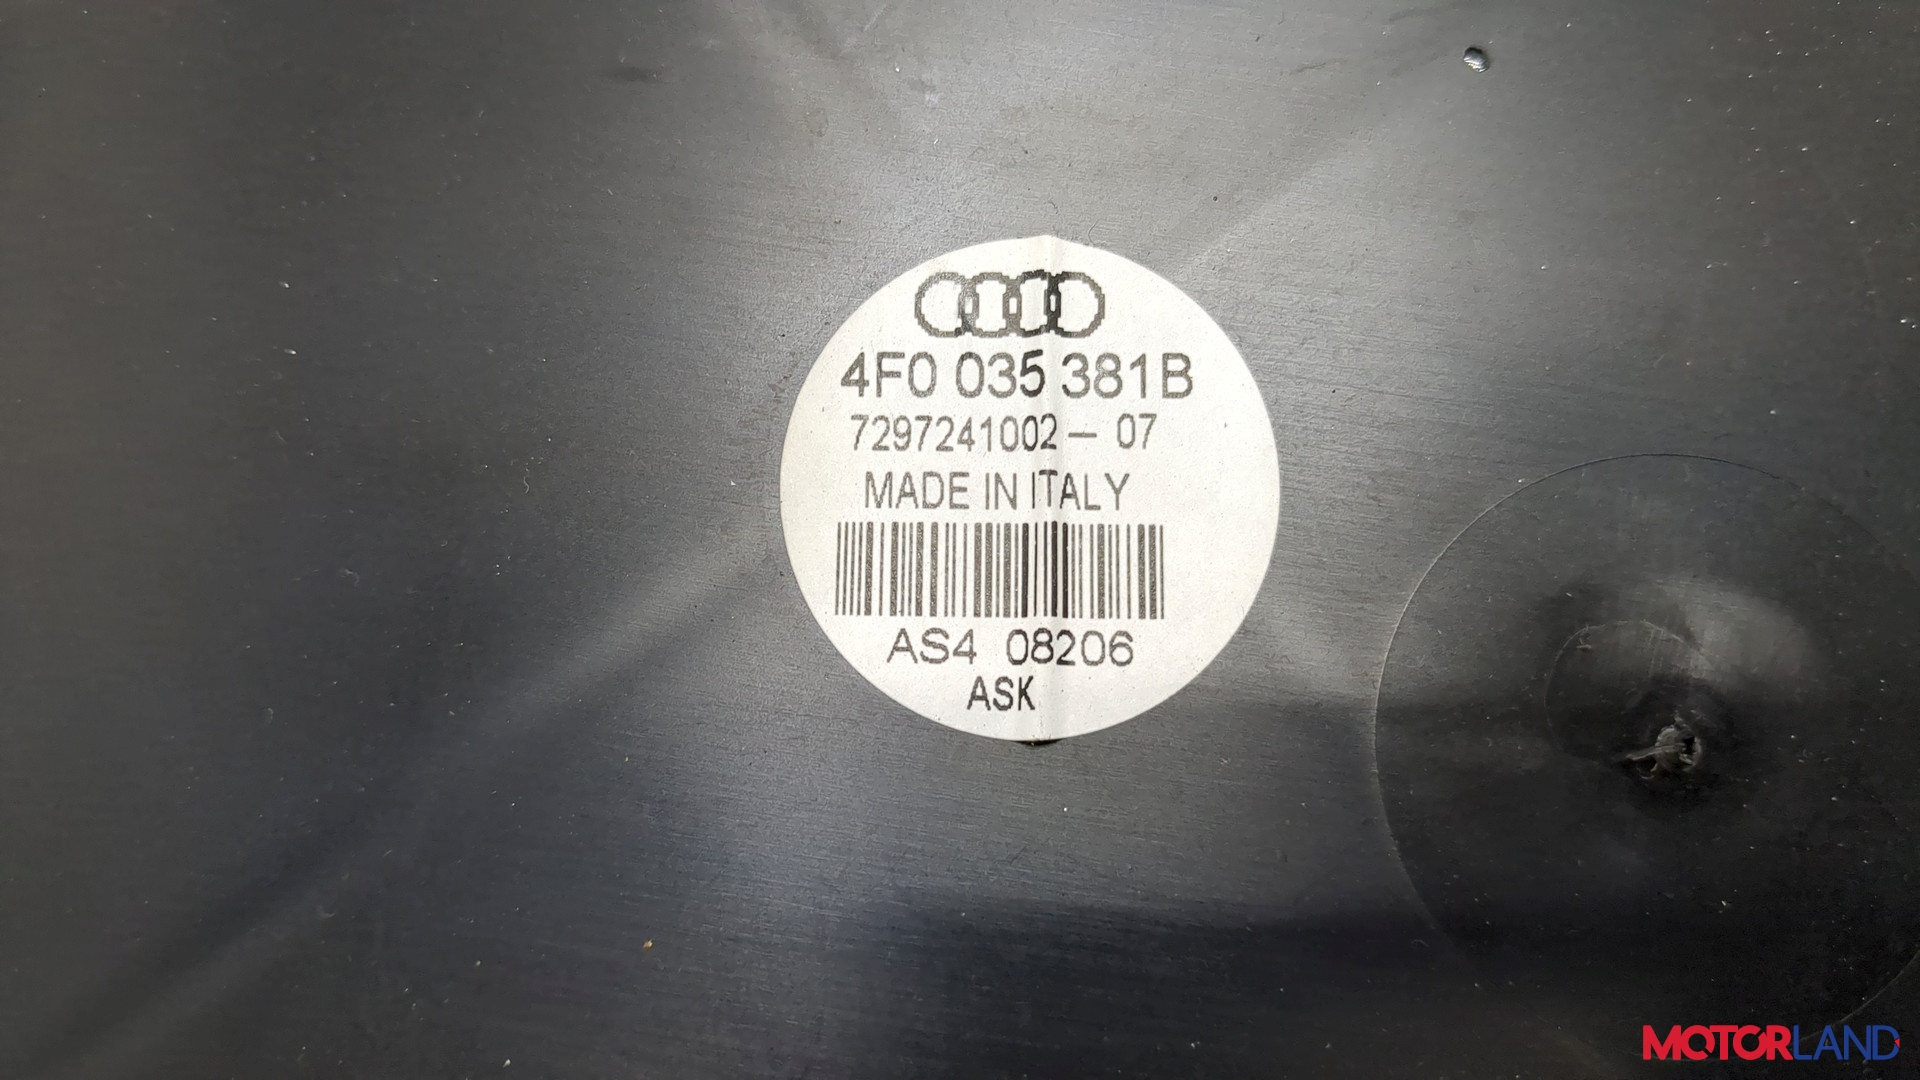 4F0 035 381B
7297241002 – 07
MADE IN ITALY
AS4 08206
ASK
MOTORLAND